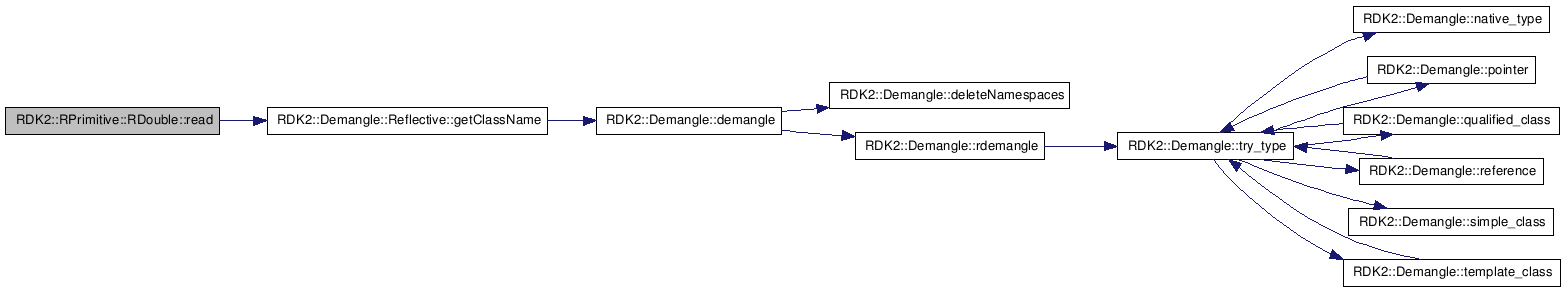 RDK2::RPrimitive::RDouble::read
RDK2::Demangle::Reflective::getClassName
RDK2::Demangle::demangle
RDK2::Demangle::deleteNamespaces
RDK2::Demangle::rdemangle
RDK2::Demangle::try_type
RDK2::Demangle::native_type
RDK2::Demangle::pointer
RDK2::Demangle::qualified_class
RDK2::Demangle::reference
RDK2::Demangle::simple_class
RDK2::Demangle::template_class